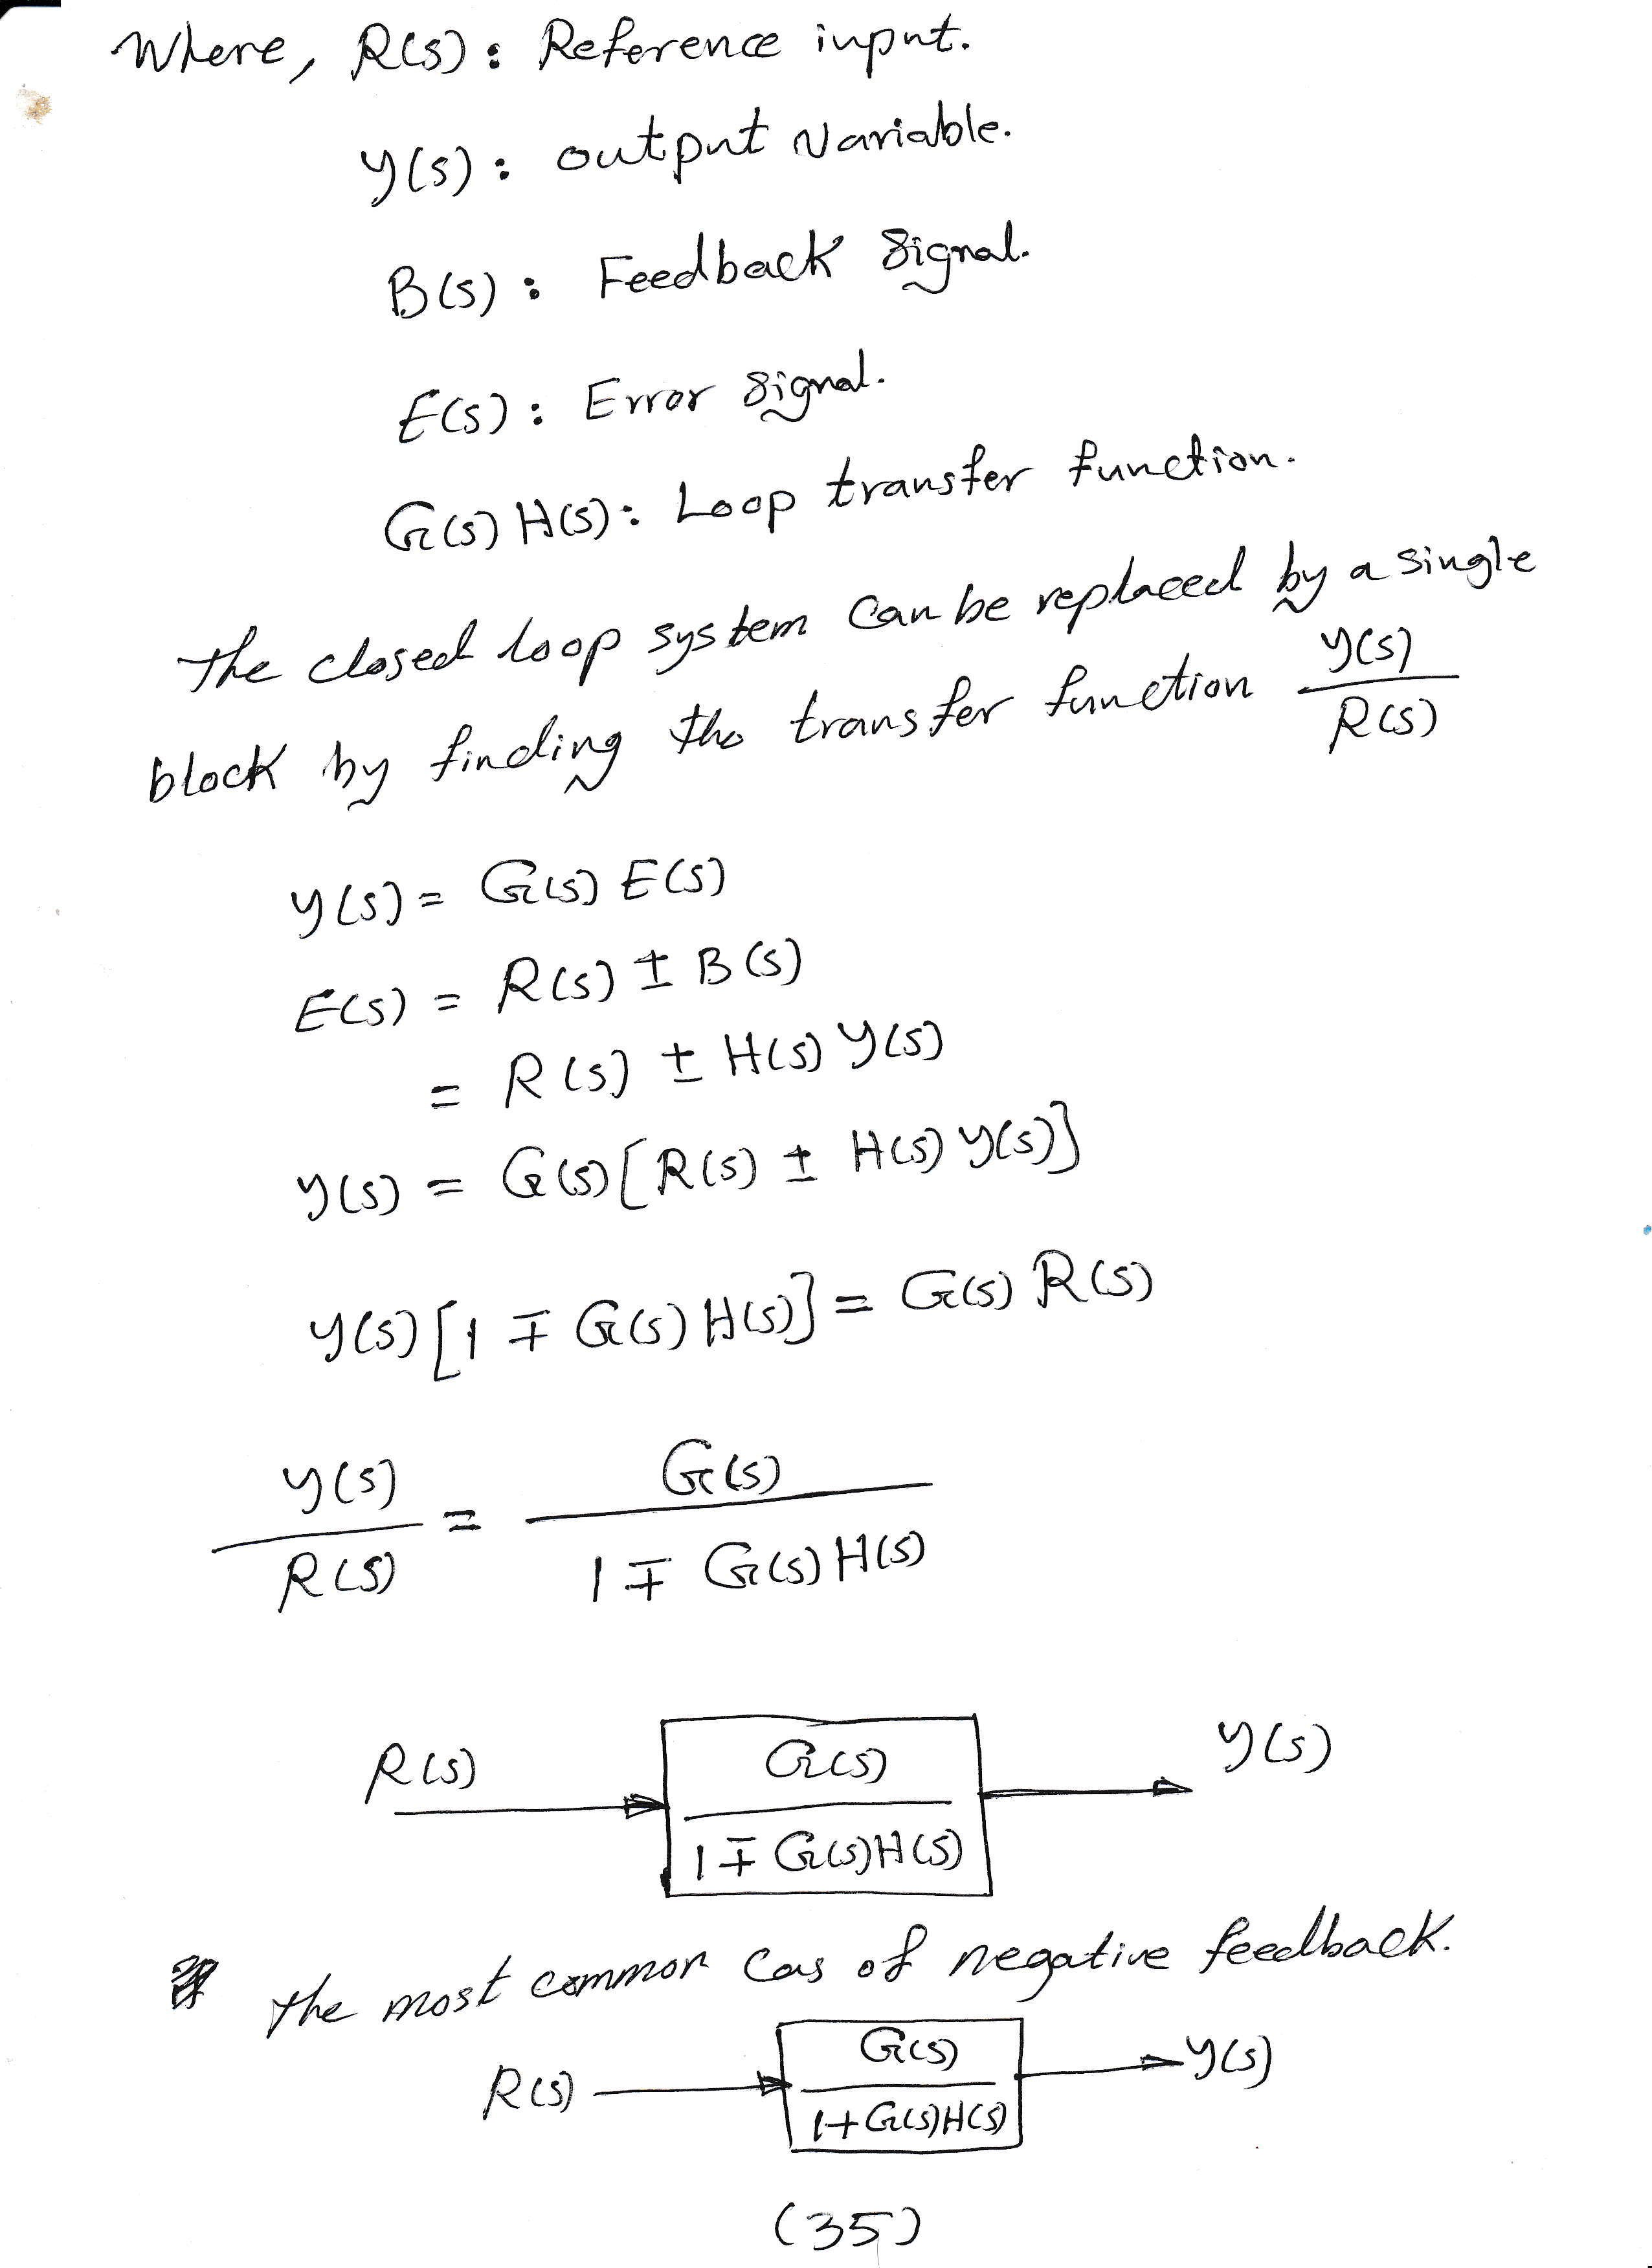 Where, R(s): Reference input.
Y(s): output variable.
B(s): Feedback signal.
E(s): Error signal.
G(s) H(s): Loop transfer function.
The closed loop system can be replaced by a single
block by finding the transfer function Y(s)/R(s)
Y(s) = G(s) E(s)
E(s) = R(s) ± B(s)
= R(s) ± H(s) Y(s)
Y(s) = G(s)[R(s) ± H(s) Y(s)]
Y(s)[1 ∓ G(s) H(s)] = G(s) R(s)
Y(s)/R(s) = G(s)/(1 ∓ G(s) H(s))
R(s) G(s)/(1 ∓ G(s)H(s)) Y(s)
the most common cas of negative feedback.
R(s) G(s)/(1+G(s)H(s)) Y(s)
(35)